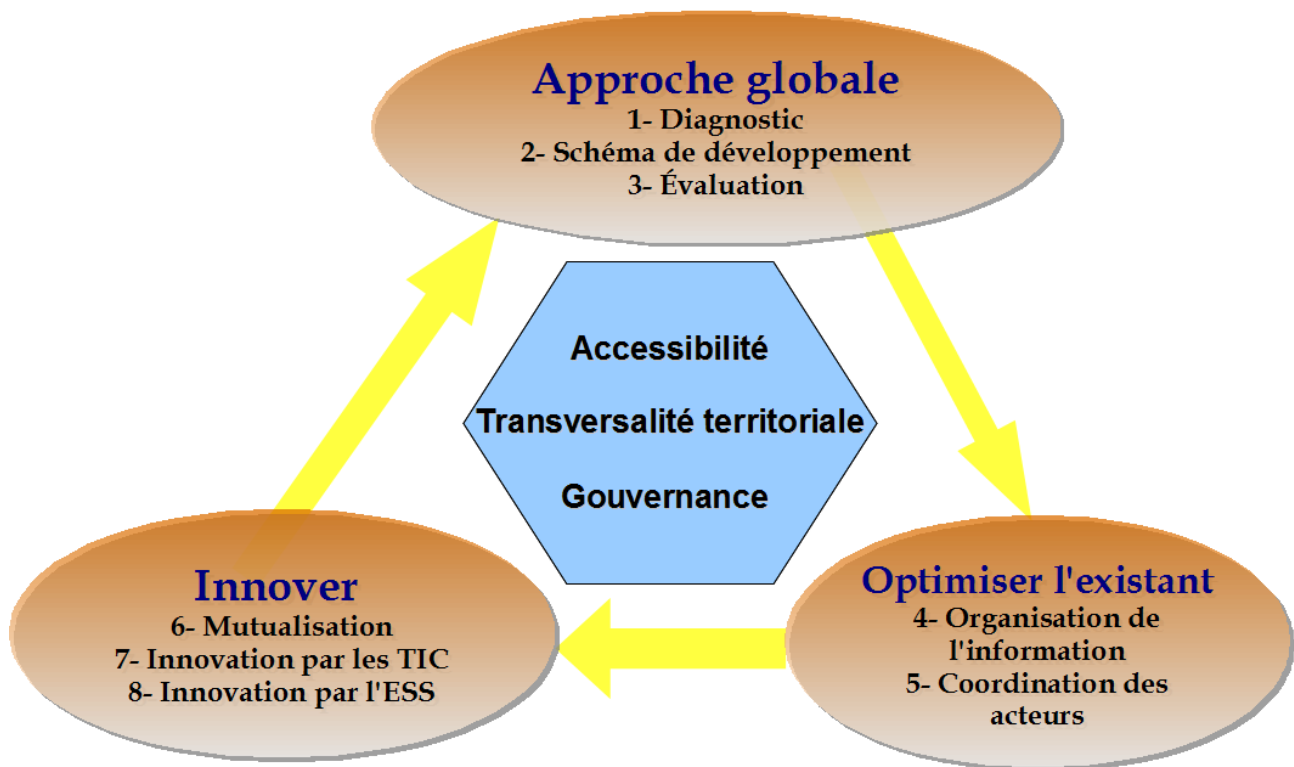 Approche globale
1- Diagnostic
2- Schéma de développement
3- Évaluation
Accessibilité
Transversalité territoriale
Gouvernance
Innover
6- Mutualisation
7- Innovation par les TIC
8- Innovation par l'ESS
Optimiser l'existant
4- Organisation de
l'information
5- Coordination des
acteurs